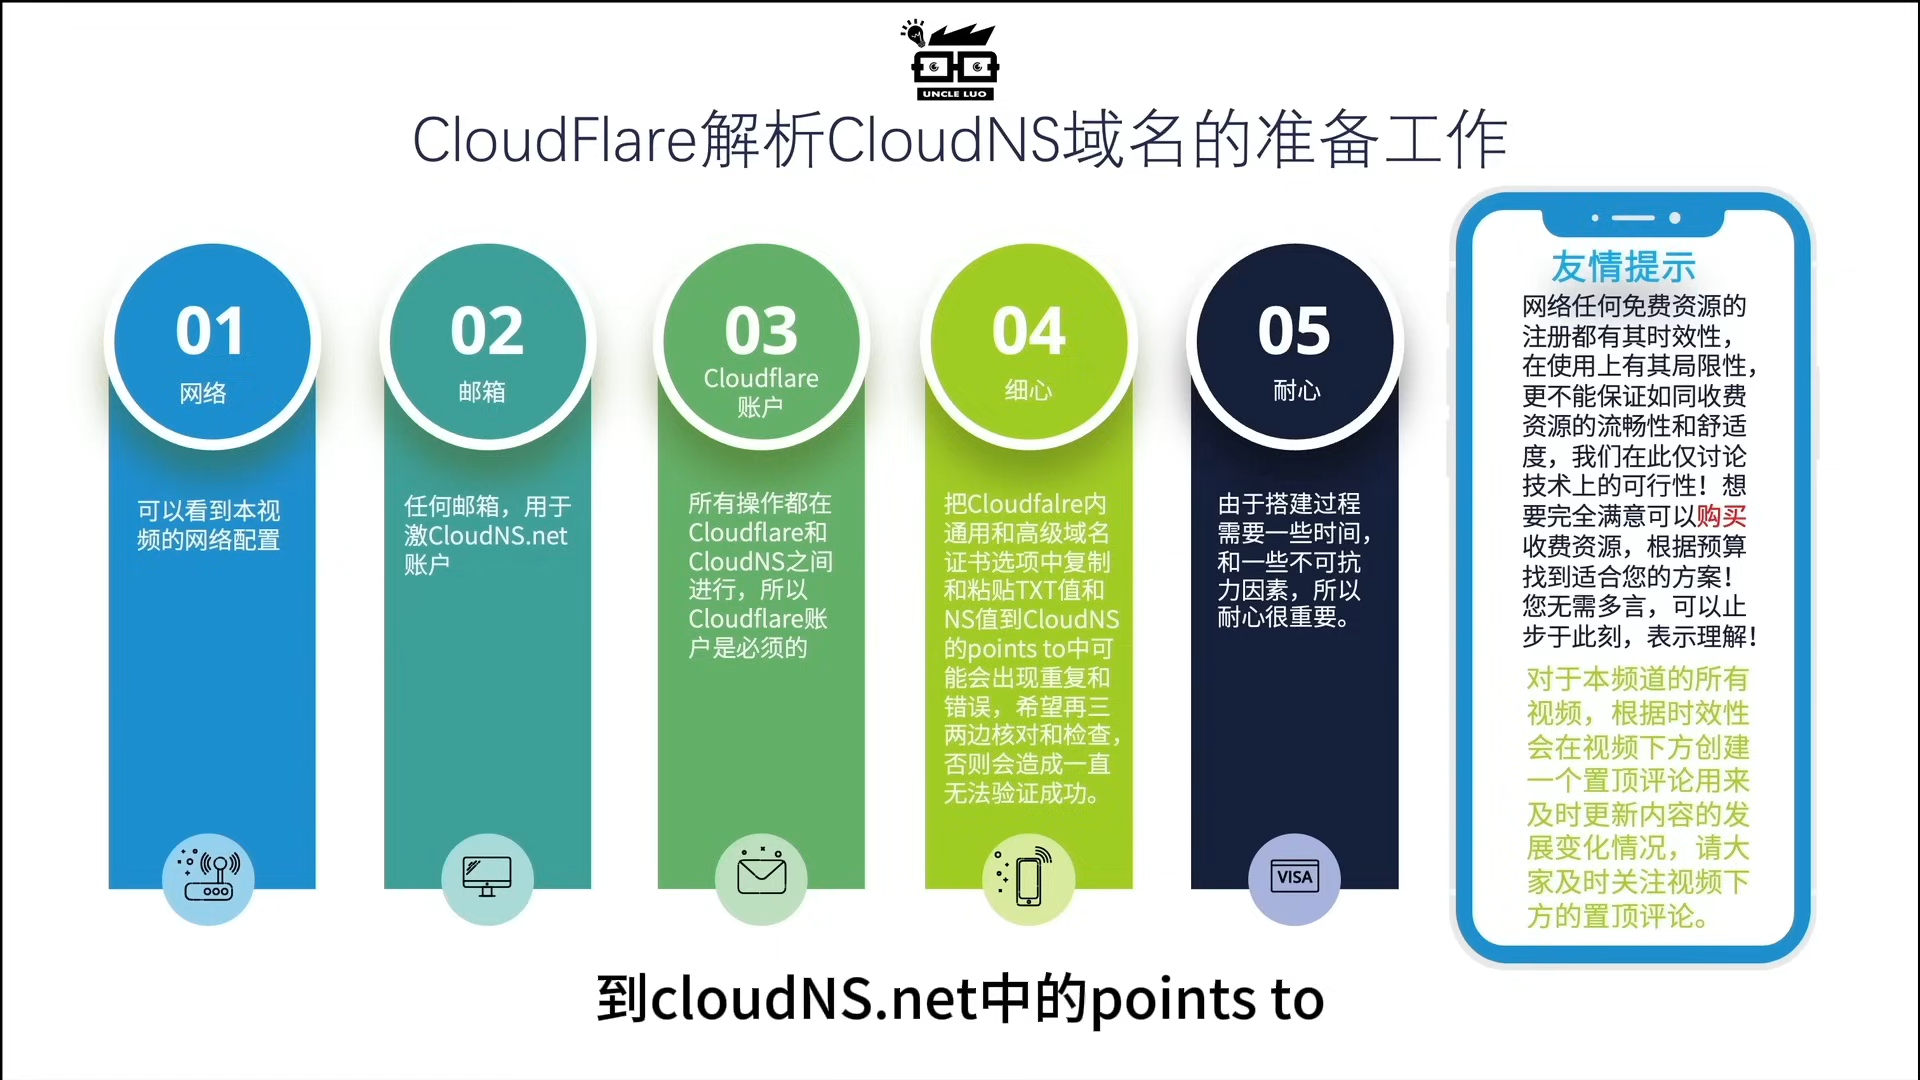 UNCLE LUO
CloudFlare解析CloudNS域名的准备工作
01
网络
可以看到本视
频的网络配置
02
邮箱
任何邮箱，用于
激CloudNS.net
账户
03
Cloudflare
账户
所有操作都在
Cloudflare和
CloudNS之间
进行，所以
Cloudflare账
户是必须的
04
细心
把Cloudfalre内
通用和高级域名
证书选项中复制
和粘贴TXT值和
NS值到CloudNS
的points to中可
能会出现重复和
错误，希望再三
两边核对和检查，
否则会造成一直
无法验证成功。
05
耐心
由于搭建过程
需要一些时间，
和一些不可抗
力因素，所以
耐心很重要。
VISA
友情提示
网络任何免费资源的
注册都有其时效性，
在使用上有其局限性，
更不能保证如同收费
资源的流畅性和舒适
度，我们在此仅讨论
技术上的可行性！想
要完全满意可以购买
收费资源，根据预算
找到适合您的方案！
您无需多言，可以止
步于此刻，表示理解！
对于本频道的所有
视频，根据时效性
会在视频下方创建
一个置顶评论用来
及时更新内容的发
展变化情况，请大
家及时关注视频下
方的置顶评论。
到cloudNS.net中的points to